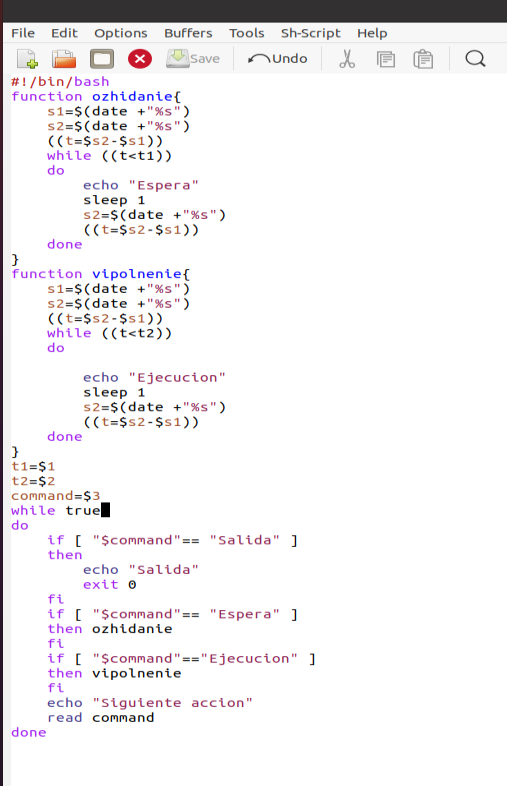 File Edit Options Buffers Tools Sh-Script Help
Save Undo
#!/bin/bash
function ozhidanie{
    s1=$(date +"%s")
    s2=$(date +"%s")
    ((t=$s2-$s1))
    while ((t<t1))
    do
        echo "Espera"
        sleep 1
        s2=$(date +"%s")
        ((t=$s2-$s1))
    done
}
function vipolnenie{
    s1=$(date +"%s")
    s2=$(date +"%s")
    ((t=$s2-$s1))
    while ((t<t2))
    do

        echo "Ejecucion"
        sleep 1
        s2=$(date +"%s")
        ((t=$s2-$s1))
    done
}
t1=$1
t2=$2
command=$3
while true
do
    if [ "$command"== "Salida" ]
    then
        echo "Salida"
        exit 0
    fi
    if [ "$command"== "Espera" ]
    then ozhidanie
    fi
    if [ "$command"=="Ejecucion" ]
    then vipolnenie
    fi
    echo "Siguiente accion"
    read command
done